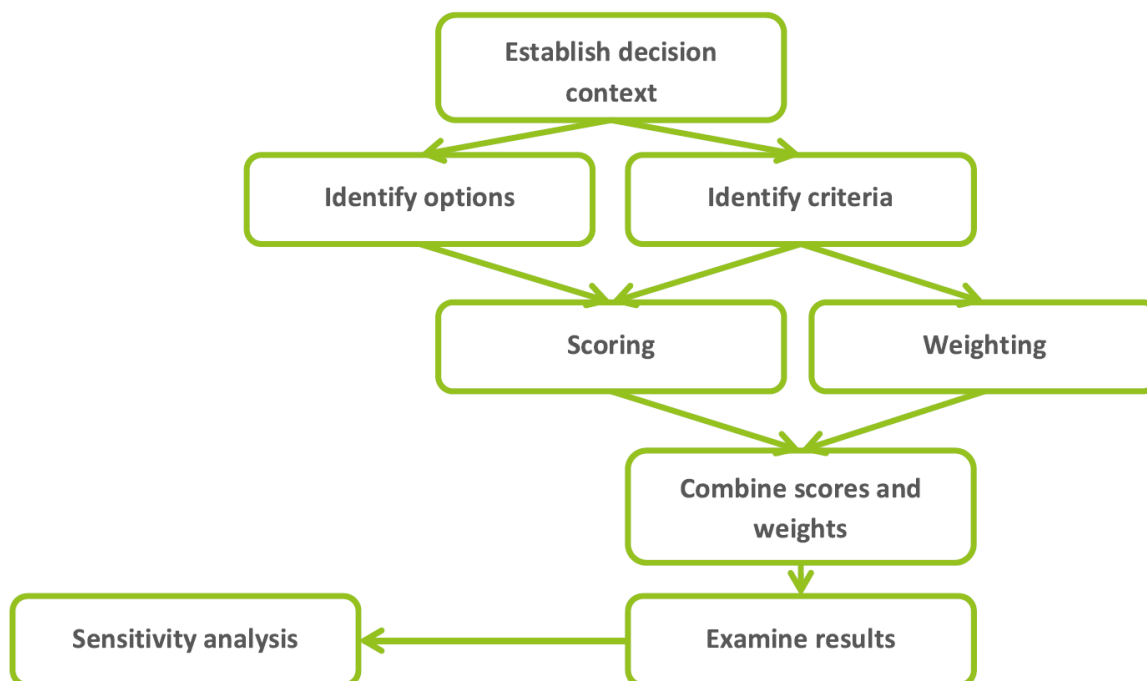 Establish decision
context
Identify options
Identify criteria
Scoring
Weighting
Combine scores and
weights
Sensitivity analysis
Examine results